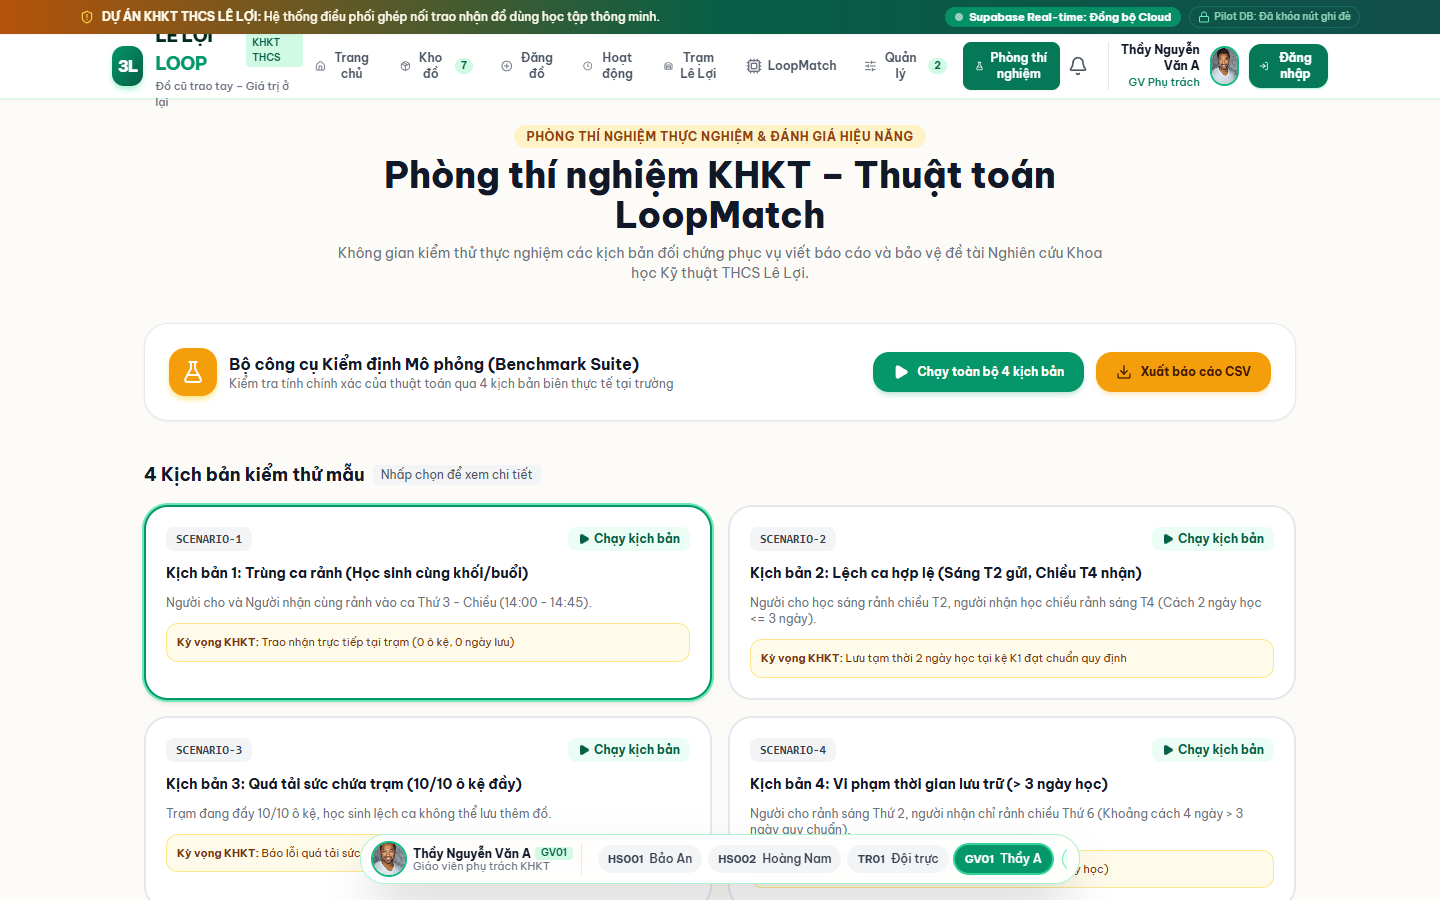 DỰ ÁN KHKT THCS LÊ LỢI: Hệ thống điều phối ghép nối trao nhận đồ dùng học tập thông minh.
Supabase Real-time: Đồng bộ Cloud
Pilot DB: Đã khóa nút ghi đè
3L
LÊ LỢI
LOOP
KHKT
THCS
Đồ cũ trao tay – Giá trị ở
lại
Trang
chủ
Kho
đồ
7
Đăng
đồ
Hoạt
động
Trạm
Lê Lợi
LoopMatch
Quản
lý
2
Phòng thí
nghiệm
Thầy Nguyễn
Văn A
GV Phụ trách
Đăng
nhập
PHÒNG THÍ NGHIỆM THỰC NGHIỆM & ĐÁNH GIÁ HIỆU NĂNG
Phòng thí nghiệm KHKT – Thuật toán
LoopMatch
Không gian kiểm thử thực nghiệm các kịch bản đối chứng phục vụ viết báo cáo và bảo vệ đề tài Nghiên cứu Khoa
học Kỹ thuật THCS Lê Lợi.
Bộ công cụ Kiểm định Mô phỏng (Benchmark Suite)
Kiểm tra tính chính xác của thuật toán qua 4 kịch bản biên thực tế tại trường
Chạy toàn bộ 4 kịch bản
Xuất báo cáo CSV
4 Kịch bản kiểm thử mẫu
Nhấp chọn để xem chi tiết
SCENARIO-1
Chạy kịch bản
Kịch bản 1: Trùng ca rảnh (Học sinh cùng khối/buổi)
Người cho và Người nhận cùng rảnh vào ca Thứ 3 - Chiều (14:00 - 14:45).
Kỳ vọng KHKT: Trao nhận trực tiếp tại trạm (0 ô kệ, 0 ngày lưu)
SCENARIO-2
Chạy kịch bản
Kịch bản 2: Lệch ca hợp lệ (Sáng T2 gửi, Chiều T4 nhận)
Người cho học sáng rảnh chiều T2, người nhận học chiều rảnh sáng T4 (Cách 2 ngày học
<= 3 ngày).
Kỳ vọng KHKT: Lưu tạm thời 2 ngày học tại kệ K1 đạt chuẩn quy định
SCENARIO-3
Chạy kịch bản
Kịch bản 3: Quá tải sức chứa trạm (10/10 ô kệ đầy)
Trạm đang đầy 10/10 ô kệ, học sinh lệch ca không thể lưu thêm đồ.
Kỳ vọng KHKT: Báo lỗi quá tải sức
SCENARIO-4
Chạy kịch bản
Kịch bản 4: Vi phạm thời gian lưu trữ (> 3 ngày học)
Người cho rảnh sáng Thứ 2, người nhận chỉ rảnh chiều Thứ 6 (Khoảng cách 4 ngày > 3
ngày quy chuẩn).
học)
Thầy Nguyễn Văn A
GV01
Giáo viên phụ trách KHKT
HS001 Bảo An
HS002 Hoàng Nam
TR01 Đội trực
GV01 Thầy A